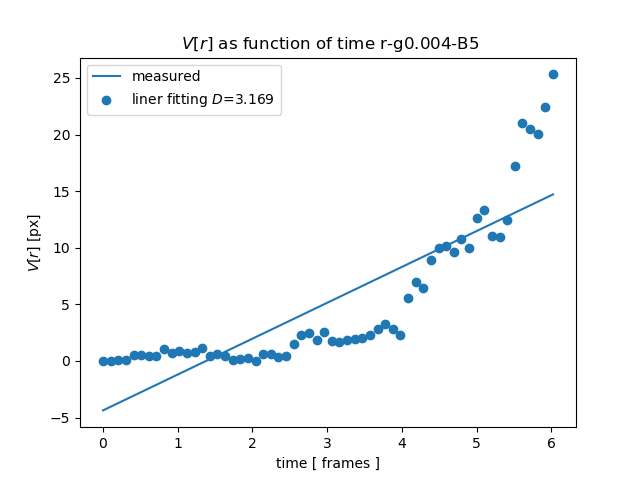 V[r] as function of time r-g0.004-B5
measured
liner fitting D=3.169
25
20
15
10
5
0
−5
V[r] [px]
0 1 2 3 4 5 6
time [ frames ]